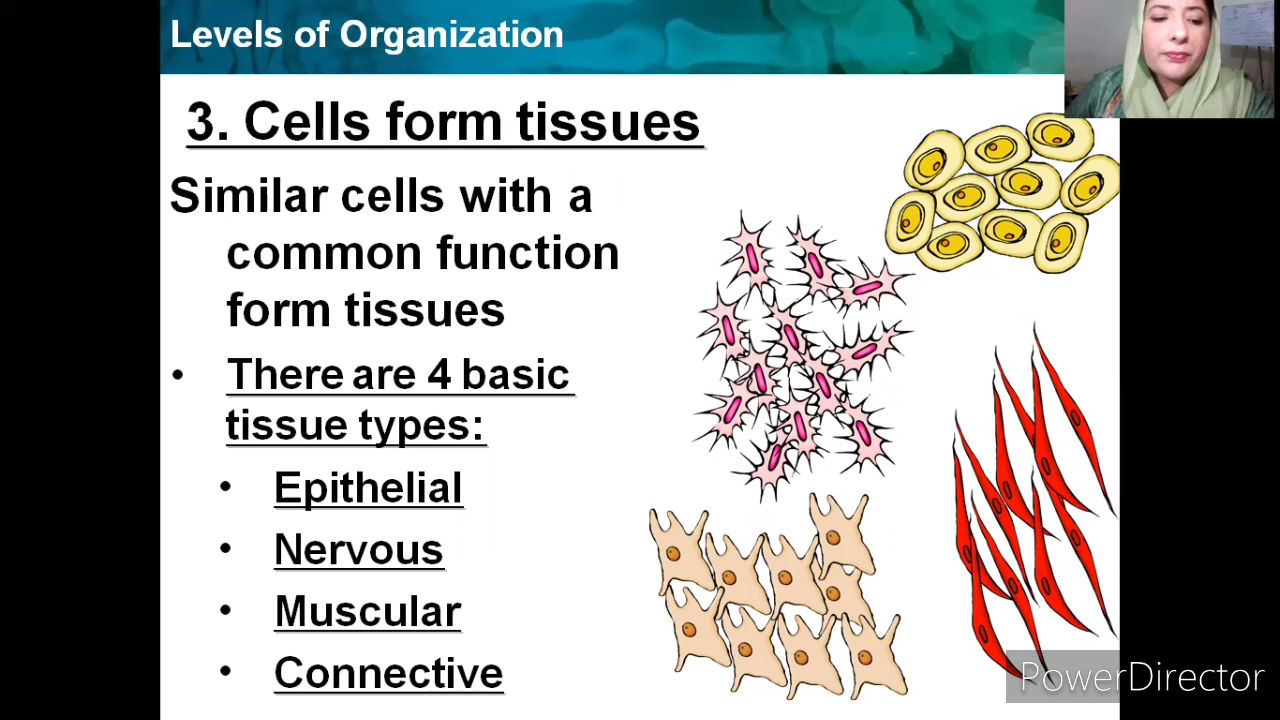 Levels of Organization
3. Cells form tissues
Similar cells with a
common function
form tissues
• There are 4 basic
tissue types:
• Epithelial
• Nervous
• Muscular
• Connective
PowerDirector